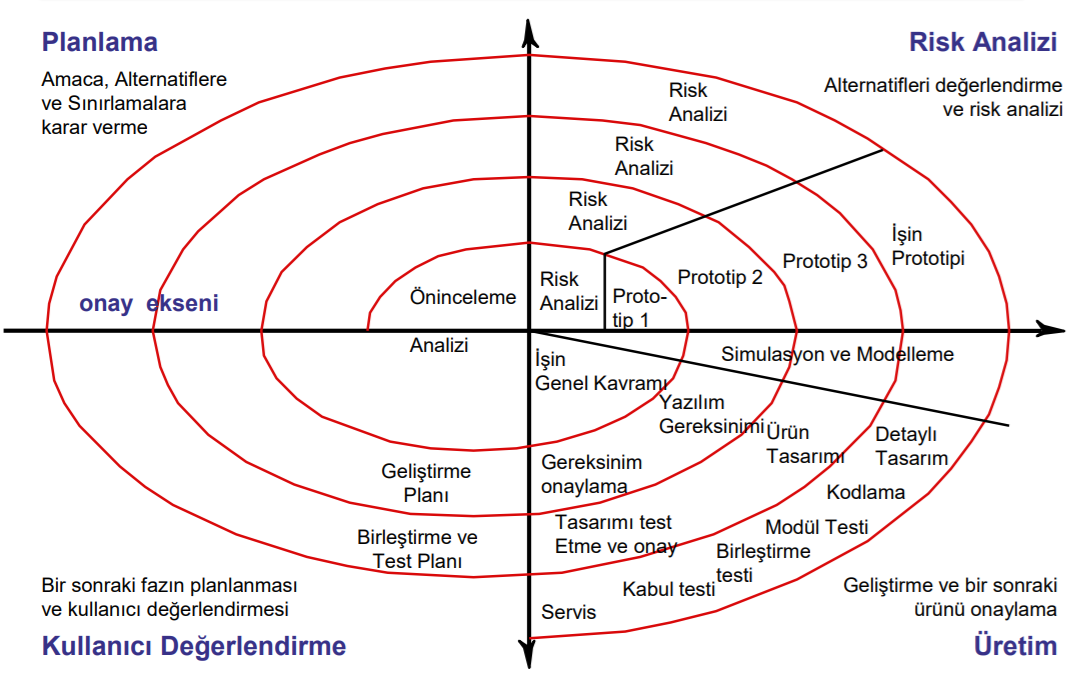 Planlama
Amaca, Alternatiflere
ve Sınırlamalara
karar verme
Risk Analizi
Alternatifleri değerlendirme
ve risk analizi
Risk
Analizi
Risk
Analizi
Risk
Analizi
Risk
Analizi
Proto-
tip 1
Prototip 2
Prototip 3
İşin
Prototipi
onay ekseni
Öninceleme
Analizi
İşin
Genel Kavramı
Simulasyon ve Modelleme
Yazılım
Gereksinimi
Ürün
Tasarımı
Detaylı
Tasarım
Geliştirme
Planı
Gereksinim
onaylama
Kodlama
Birleştirme ve
Test Planı
Tasarımı test
Etme ve onay
Modül Testi
Birleştirme
testi
Kabul testi
Servis
Bir sonraki fazın planlanması
ve kullanıcı değerlendirmesi
Kullanıcı Değerlendirme
Geliştirme ve bir sonraki
ürünü onaylama
Üretim